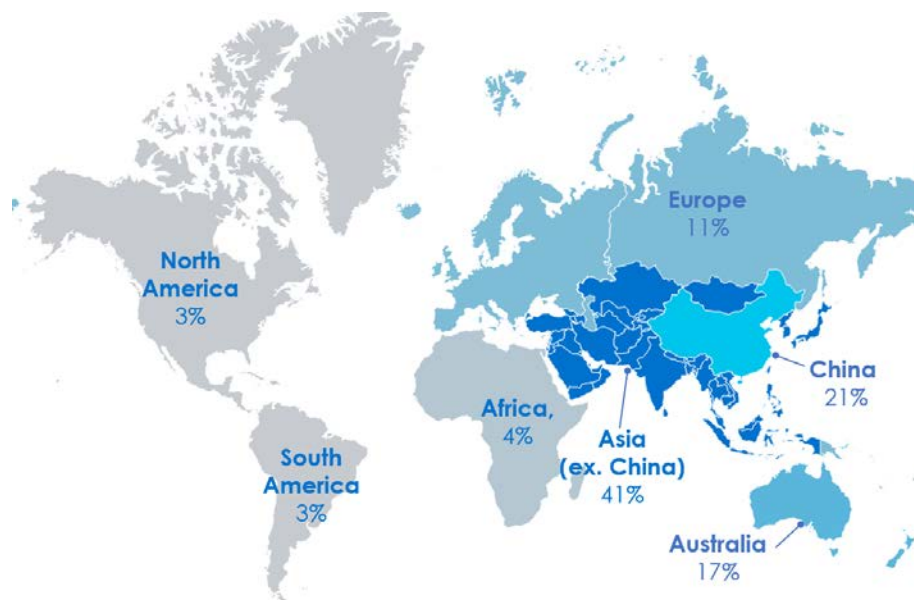 North
America
3%
South
America
3%
Europe
11%
Africa,
4%
Asia
(ex. China)
41%
China
21%
Australia
17%